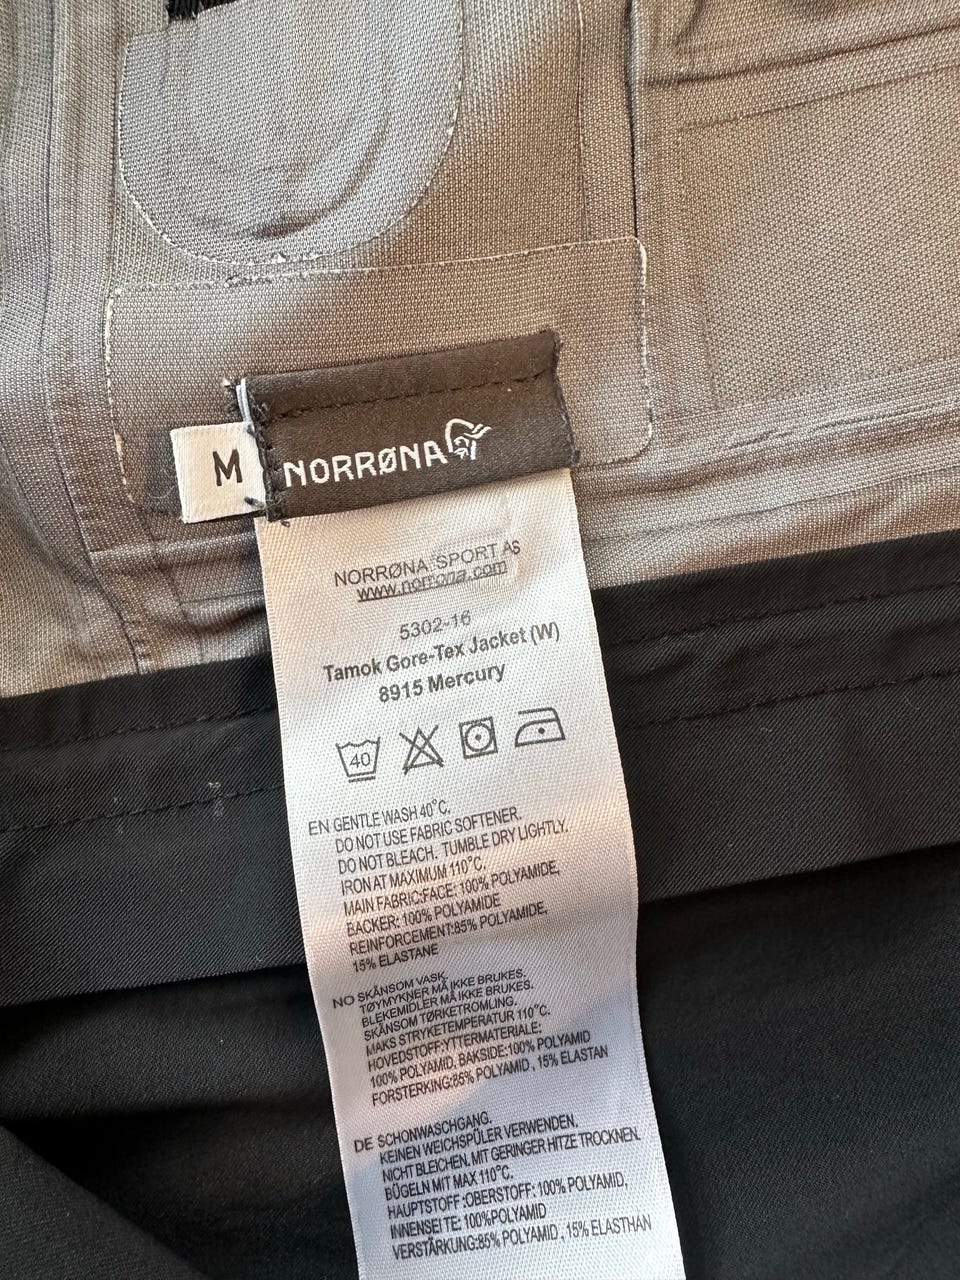 M
NORRØNA
NORRØNA SPORT AS
www.norrona.com
5302-16
Tamok Gore-Tex Jacket (W)
8915 Mercury
40
EN GENTLE WASH 40°C.
DO NOT USE FABRIC SOFTENER.
DO NOT BLEACH. TUMBLE DRY LIGHTLY.
IRON AT MAXIMUM 110°C.
MAIN FABRIC:FACE: 100% POLYAMIDE,
BACKER: 100% POLYAMIDE
REINFORCEMENT:85% POLYAMIDE,
15% ELASTANE
NO SKÅNSOM VASK.
TØYMYKNER MÅ IKKE BRUKES.
BLEKEMIDLER MÅ IKKE BRUKES.
SKÅNSOM TØRKETROMLING.
MAKS STRYKETEMPERATUR 110°C.
HOVEDSTOFF:YTTERMATERIALE:
100% POLYAMID, BAKSIDE:100% POLYAMID
FORSTERKING:85% POLYAMID , 15% ELASTAN
DE SCHONWASCHGANG.
KEINEN WEICHSPÜLER VERWENDEN.
NICHT BLEICHEN. MIT GERINGER HITZE TROCKNEN.
BÜGELN MIT MAX 110°C.
HAUPTSTOFF :OBERSTOFF: 100% POLYAMID,
INNENSEITE: 100%POLYAMID
VERSTÄRKUNG:85% POLYAMID , 15% ELASTHAN